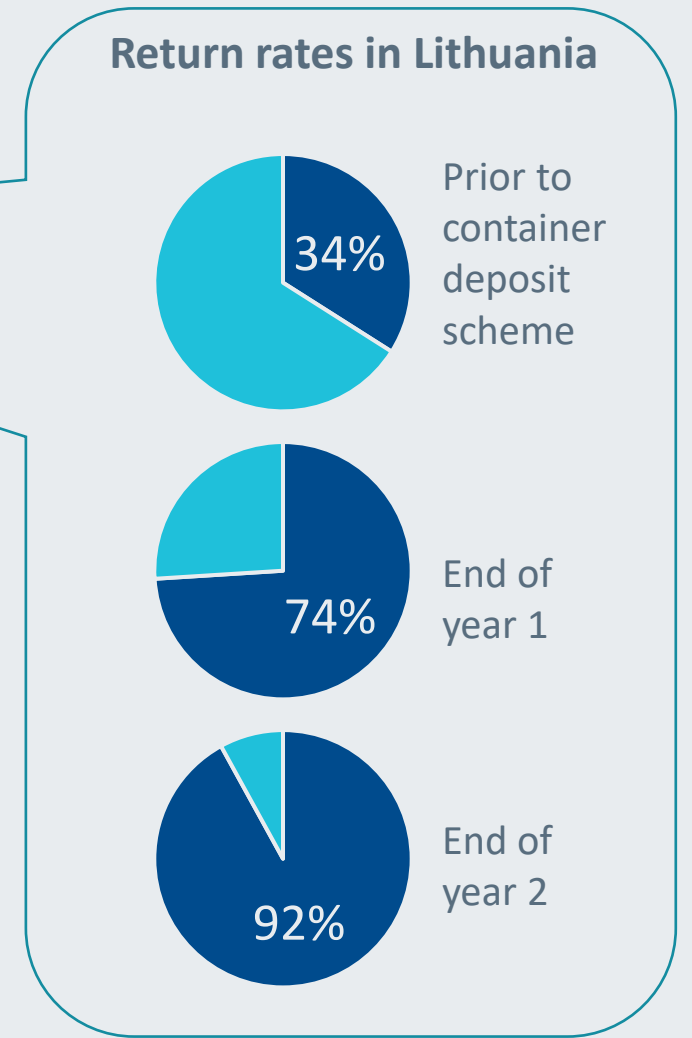 Return rates in Lithuania
34%
Prior to
container
deposit
scheme
74%
End of
year 1
92%
End of
year 2